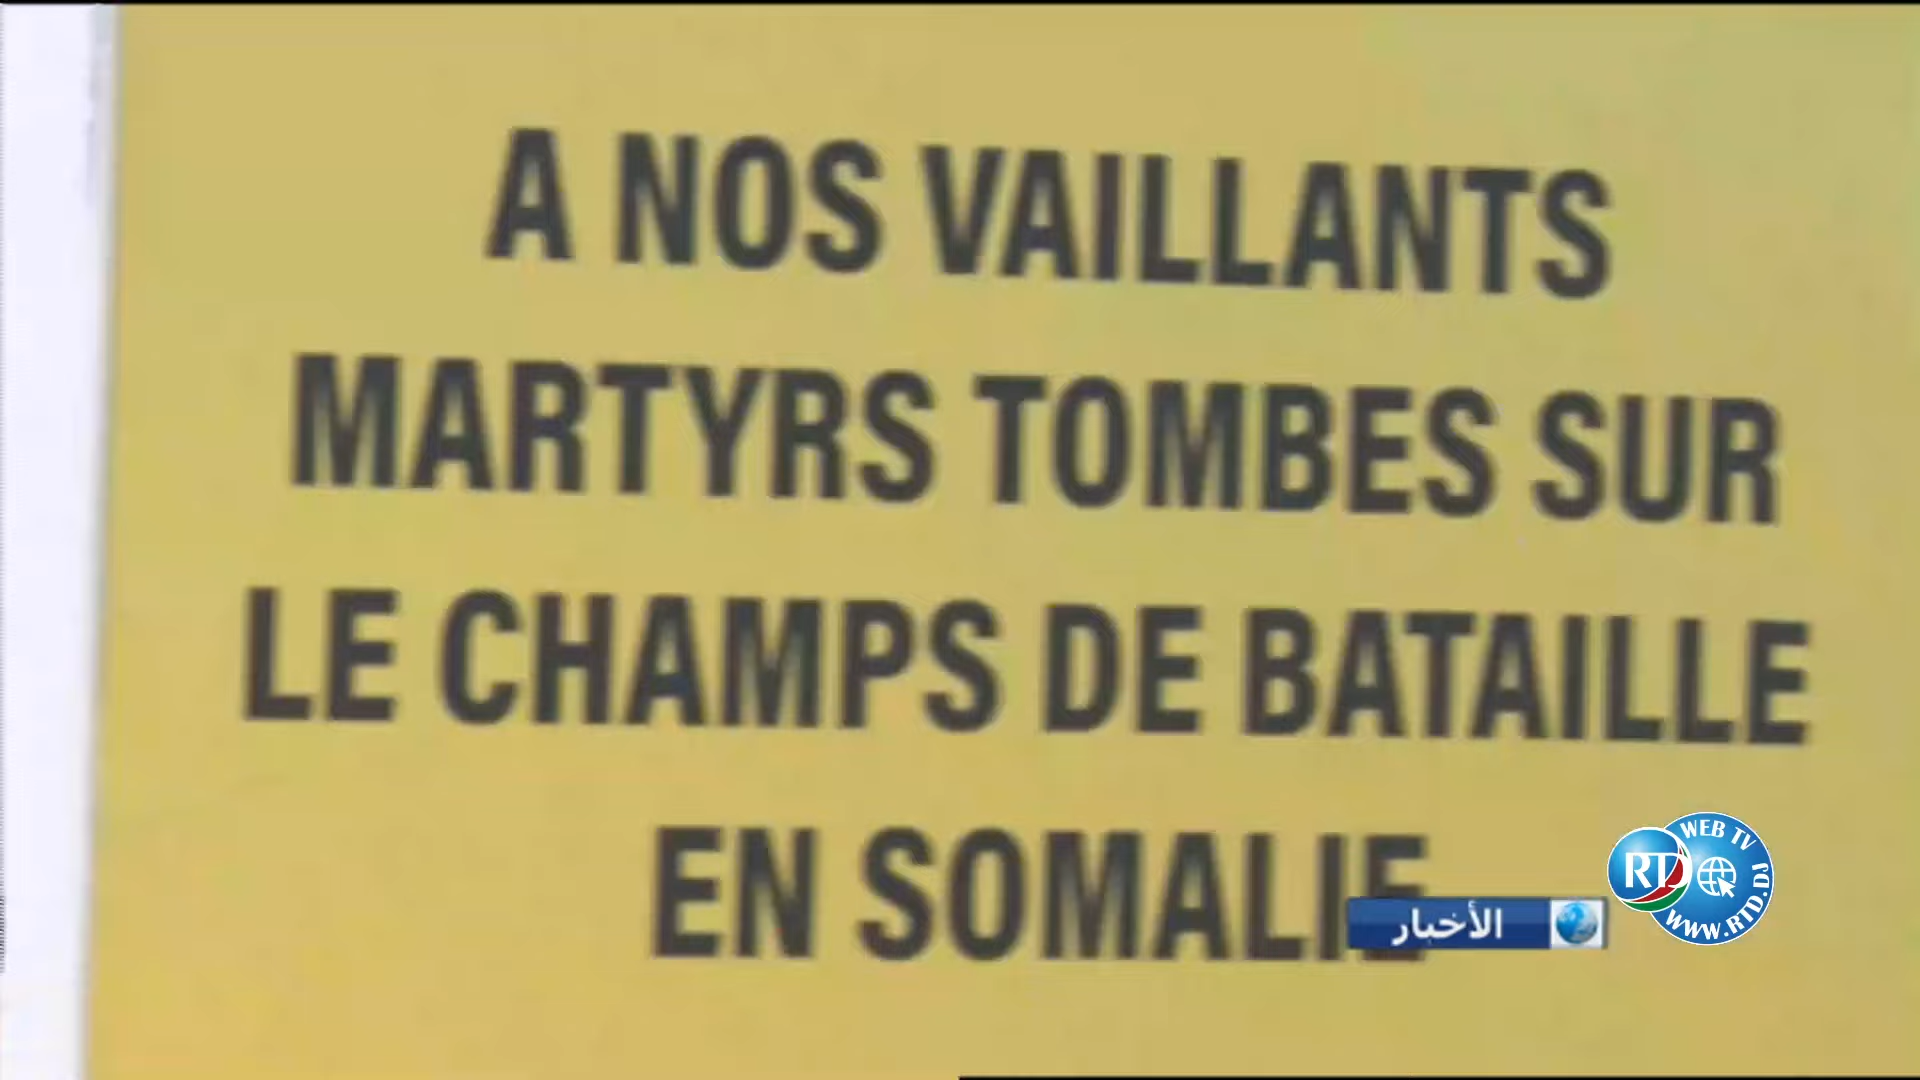 A NOS VAILLANTS
MARTYRS TOMBES SUR
LE CHAMPS DE BATAILLE
EN SOMALIE
الأخبار
RTD
WEB TV
WWW.RTD.DJ